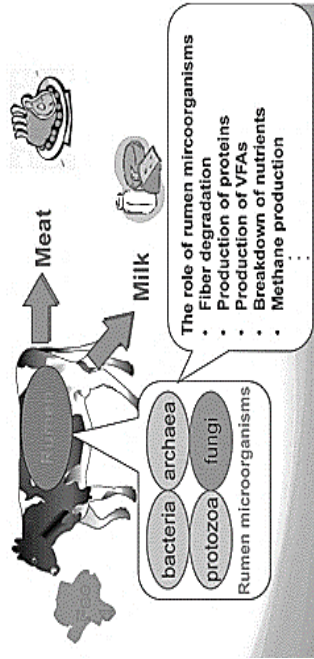 Rumen
Meat
Milk
bacteria
archaea
protozoa
fungi
Rumen microorganisms
The role of rumen mircoorganisms
• Fiber degradation
• Production of proteins
• Production of VFAs
• Breakdown of nutrients
• Methane production
⋮